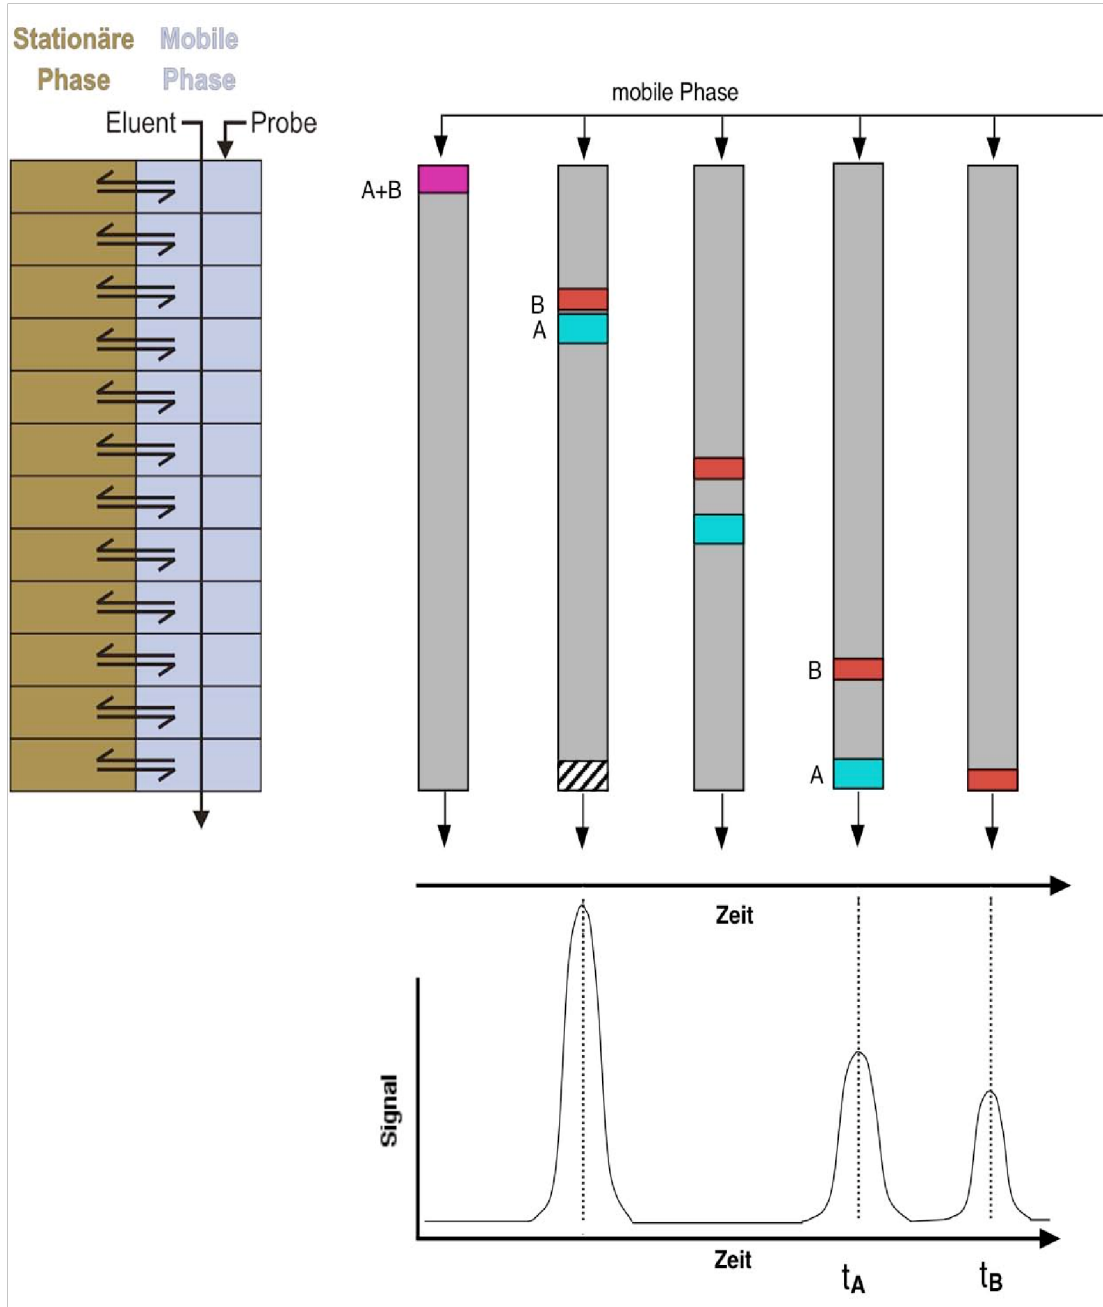 Stationäre Phase
Mobile Phase
Eluent
Probe
mobile Phase
A+B
B
A
B
A
Zeit
Signal
Zeit
tA
tB